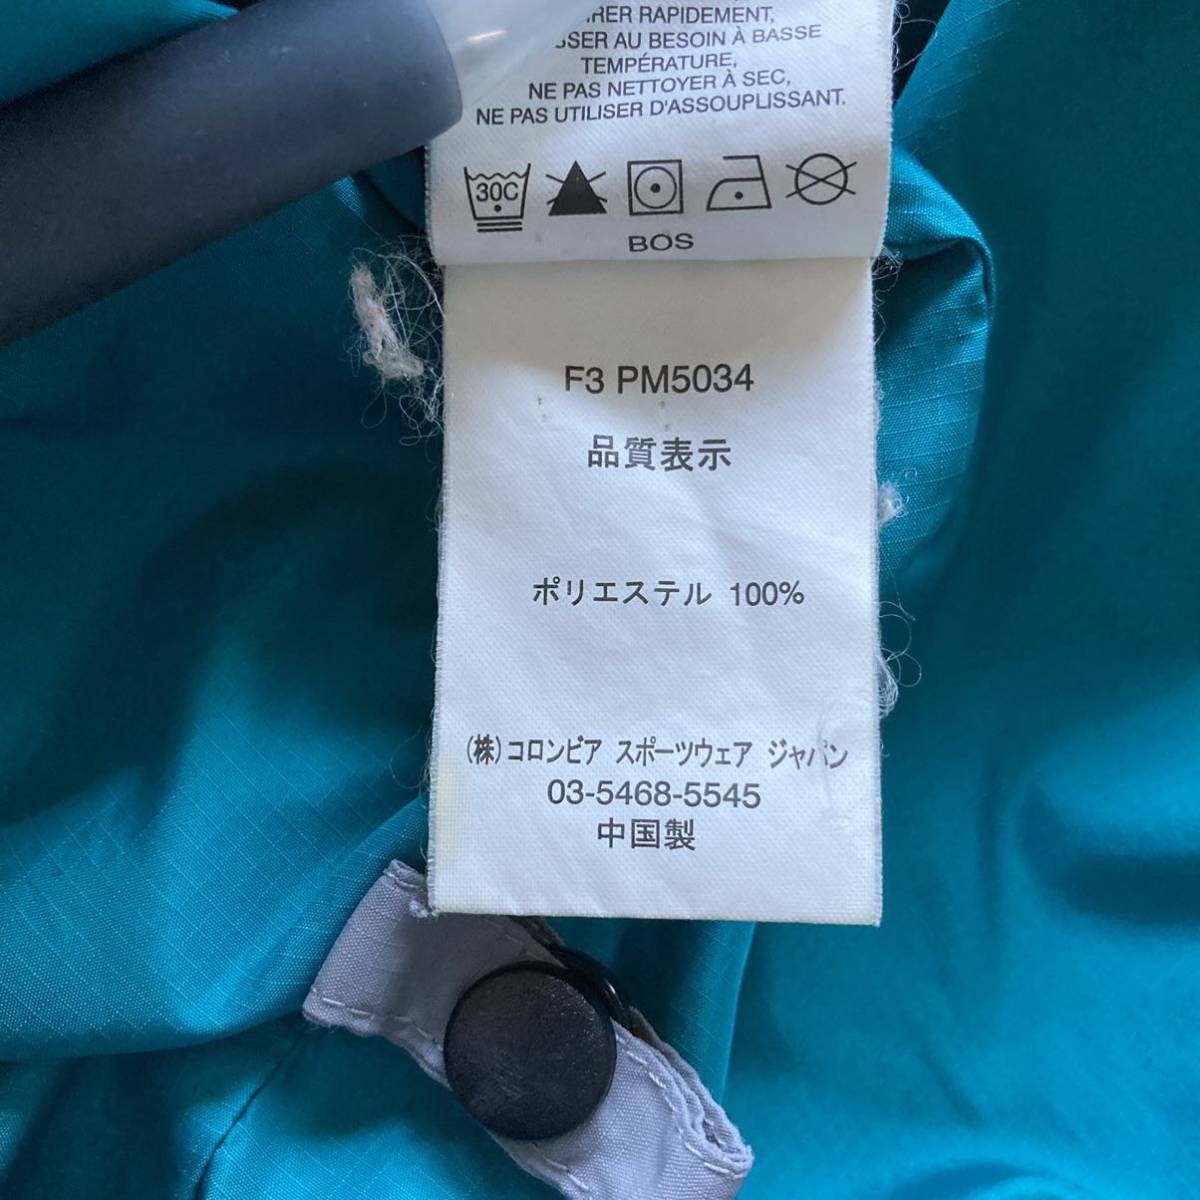 RAPIDEMENT,
AU BESOIN À BASSE
TEMPÉRATURE,
NE PAS NETTOYER À SEC,
NE PAS UTILISER D'ASSOUPLISSANT.
30C
BOS
F3 PM5034
品質表示
ポリエステル 100%
(株)コロンビア スポーツウェア ジャパン
03-5468-5545
中国製